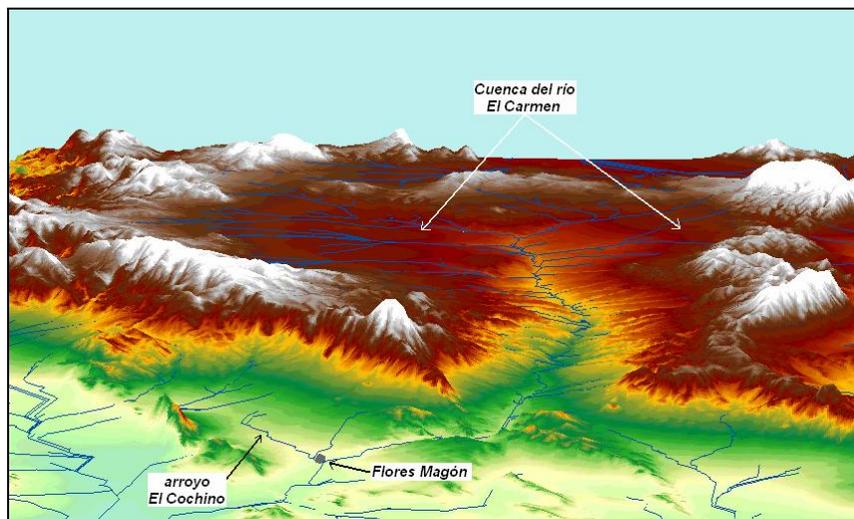 Cuenca del río
El Carmen
Flores Magón
arroyo
El Cochino